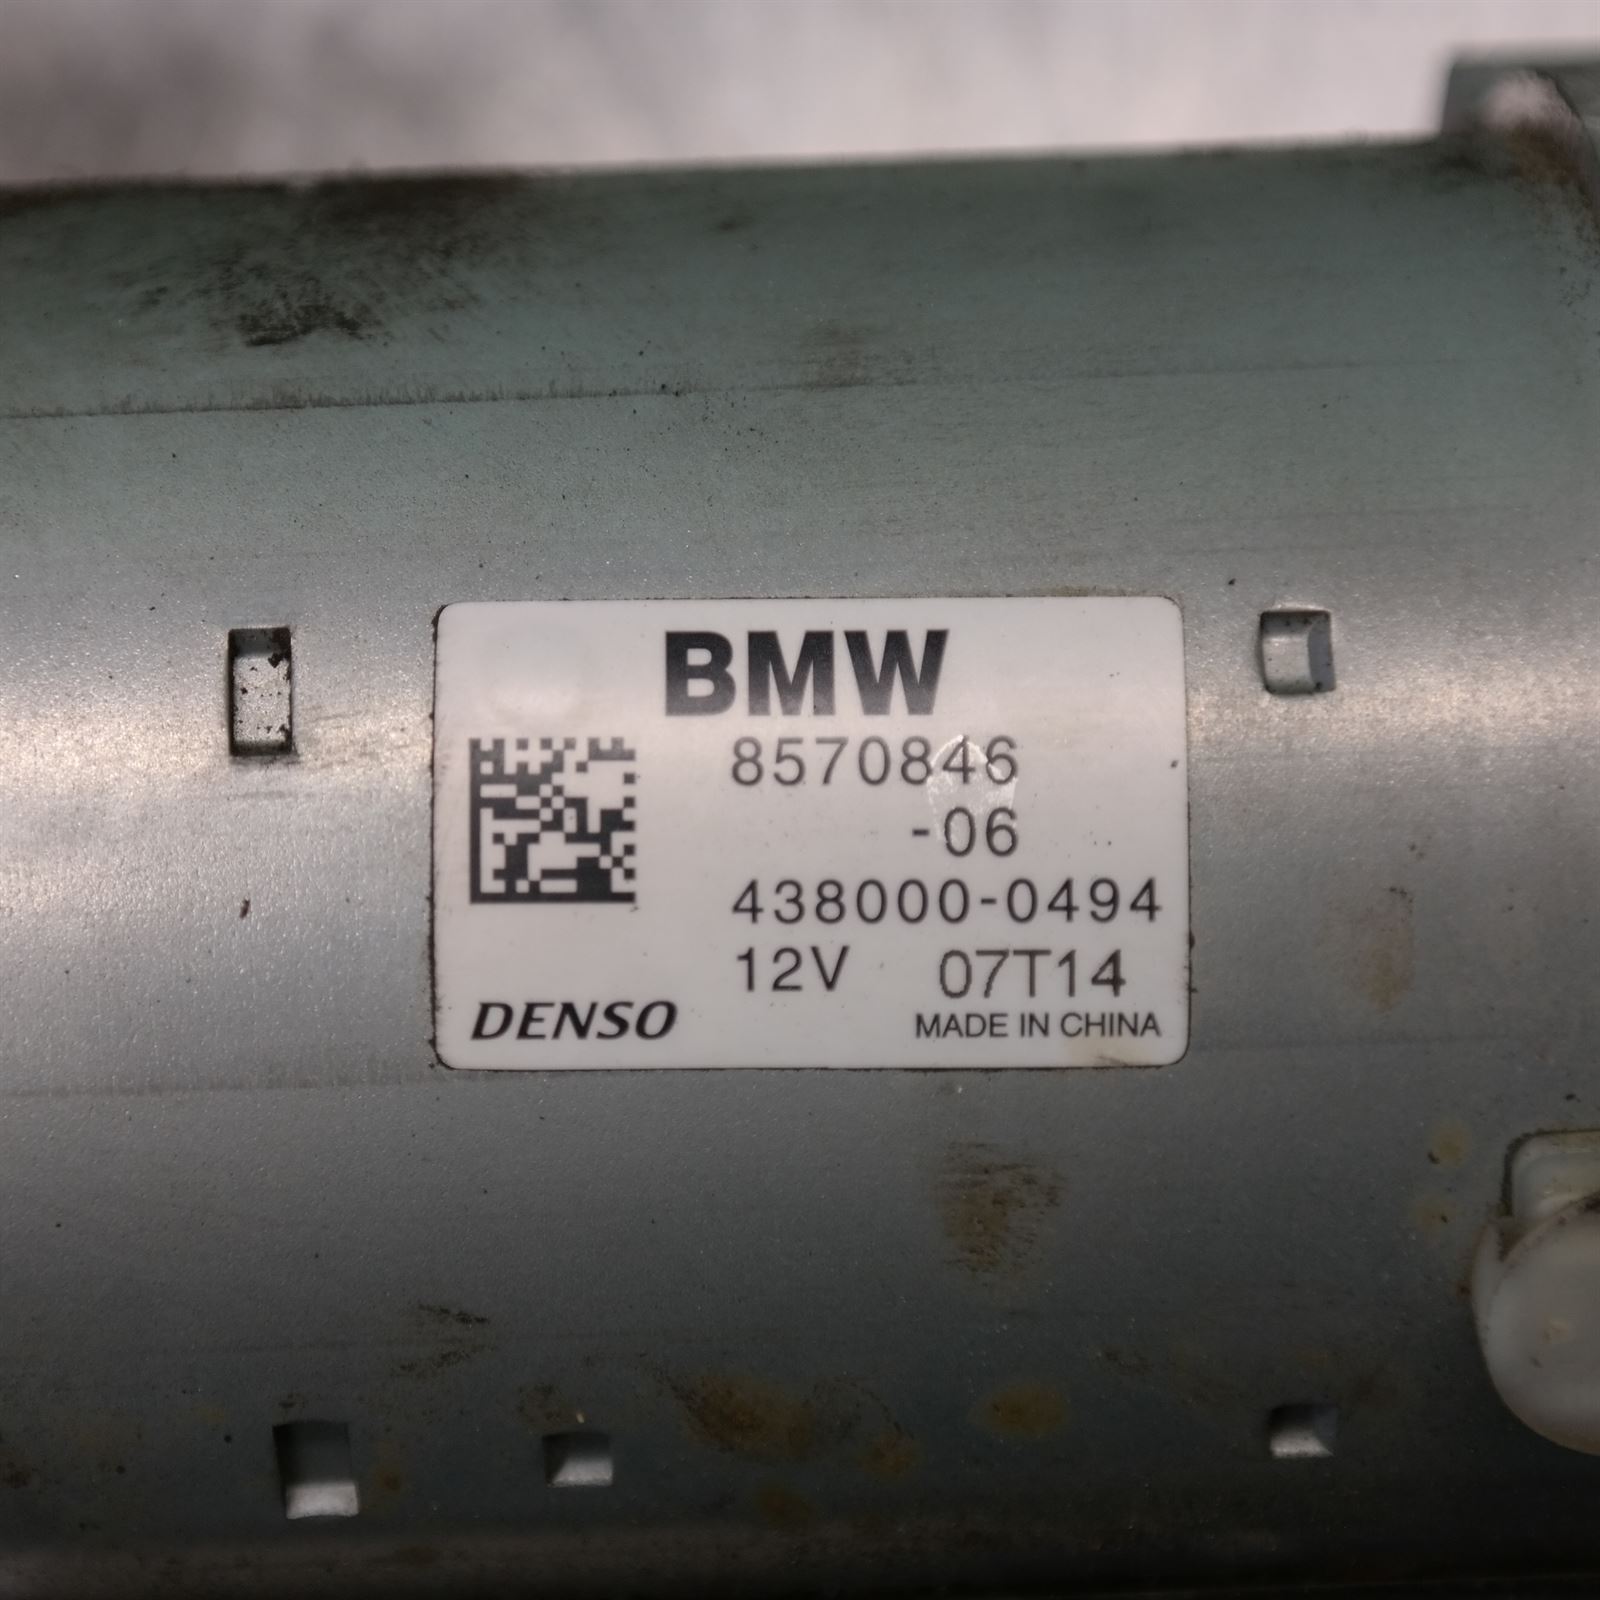 BMW
8570846
-06
438000-0494
12V 07T14
DENSO MADE IN CHINA